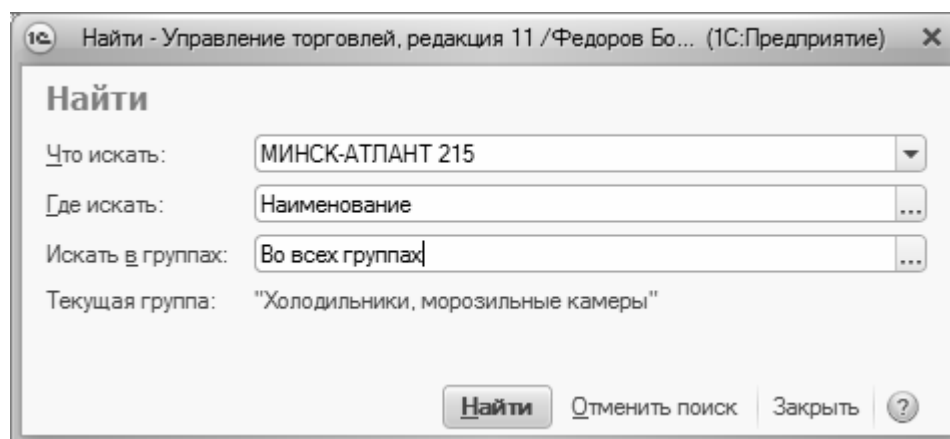 1С Найти - Управление торговлей, редакция 11 /Федоров Бо... (1С:Предприятие)
Найти
Что искать: МИНСК-АТЛАНТ 215
Где искать: Наименование ...
Искать в группах: Во всех группах ...
Текущая группа: "Холодильники, морозильные камеры"
Найти Отменить поиск Закрыть ?